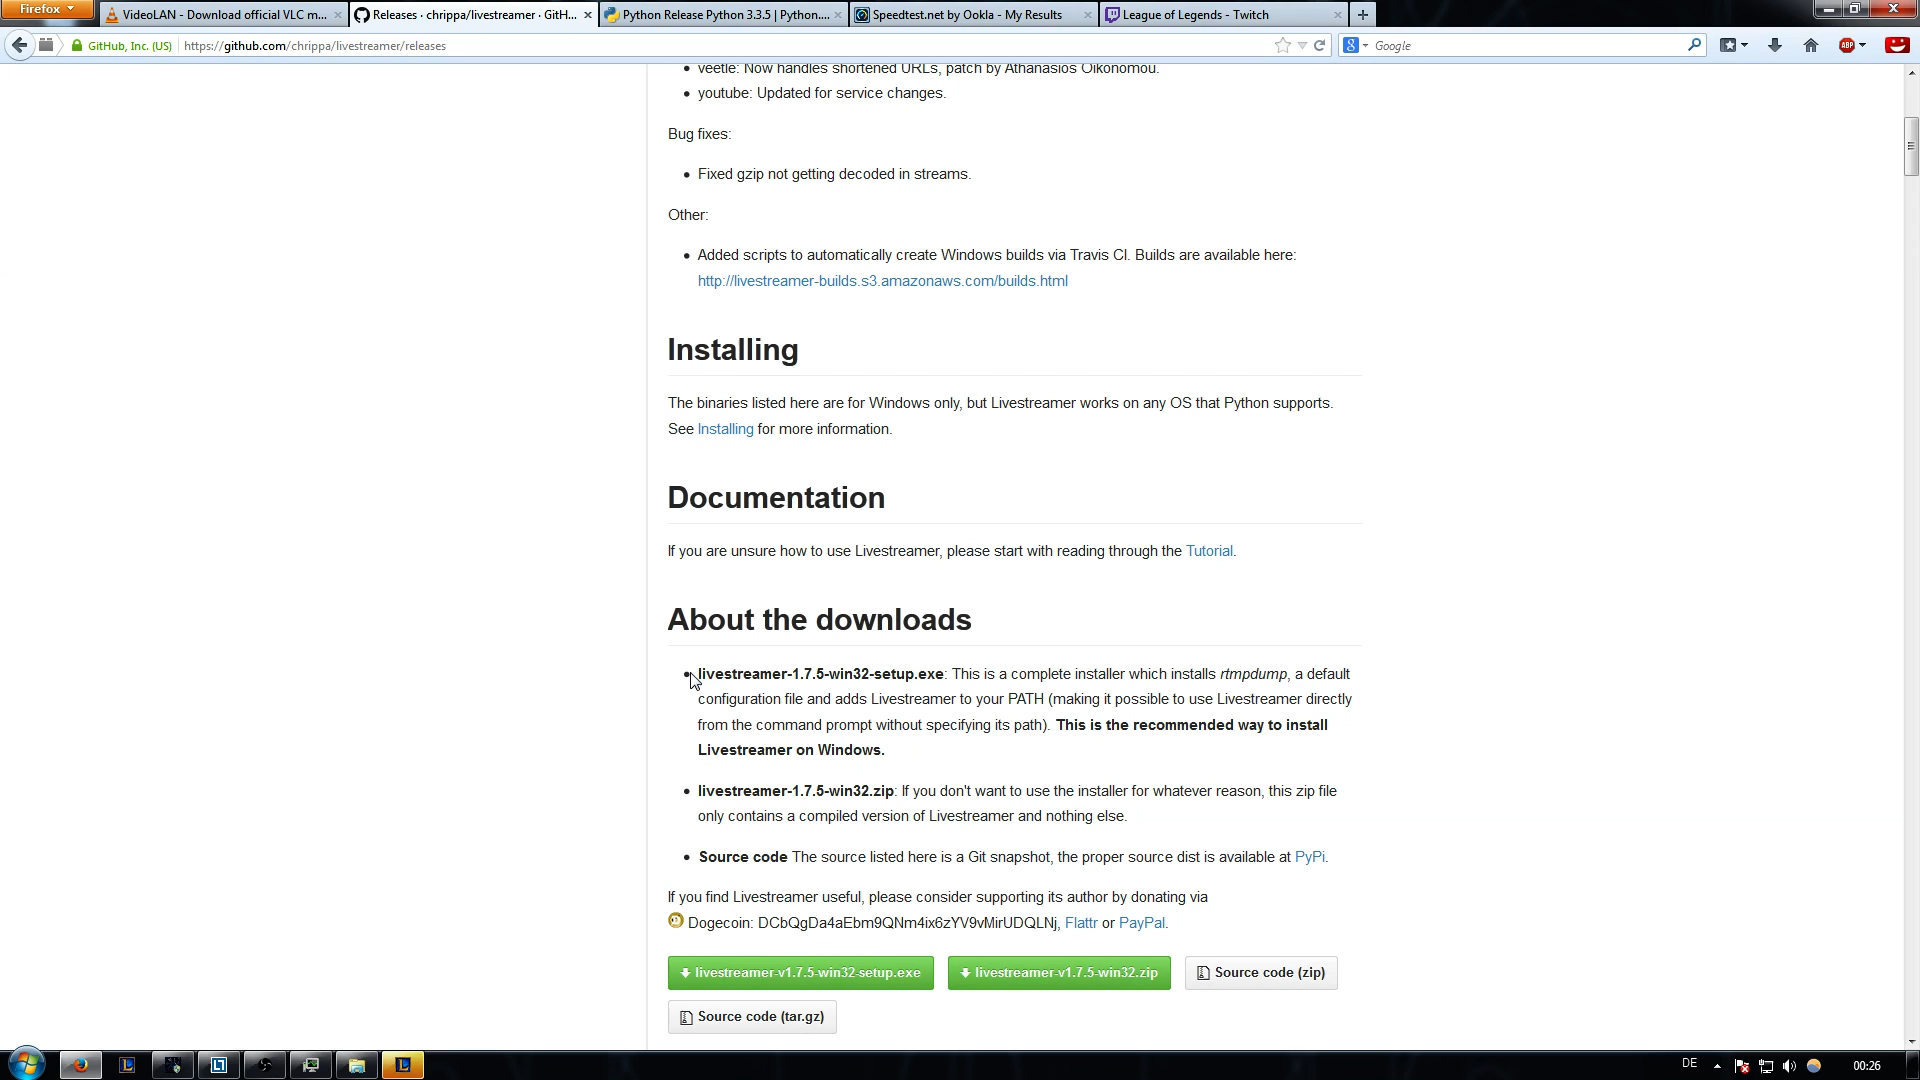 Firefox
VideoLAN - Download official VLC m...
Releases · chrippa/livestreamer · GitH...
Python Release Python 3.3.5 | Python....
Speedtest.net by Ookla - My Results
League of Legends - Twitch
GitHub, Inc. (US)
https://github.com/chrippa/livestreamer/releases
Google
ABP
veetle: Now handles shortened URLs, patch by Athanasios Oikonomou.
youtube: Updated for service changes.
Bug fixes:
Fixed gzip not getting decoded in streams.
Other:
Added scripts to automatically create Windows builds via Travis CI. Builds are available here:
http://livestreamer-builds.s3.amazonaws.com/builds.html
Installing
The binaries listed here are for Windows only, but Livestreamer works on any OS that Python supports.
See Installing for more information.
Documentation
If you are unsure how to use Livestreamer, please start with reading through the Tutorial.
About the downloads
livestreamer-1.7.5-win32-setup.exe: This is a complete installer which installs rtmpdump, a default
configuration file and adds Livestreamer to your PATH (making it possible to use Livestreamer directly
from the command prompt without specifying its path). This is the recommended way to install
Livestreamer on Windows.
livestreamer-1.7.5-win32.zip: If you don't want to use the installer for whatever reason, this zip file
only contains a compiled version of Livestreamer and nothing else.
Source code The source listed here is a Git snapshot, the proper source dist is available at PyPi.
If you find Livestreamer useful, please consider supporting its author by donating via
Dogecoin: DCbQgDa4aEbm9QNm4ix6zYV9vMirUDQLNj, Flattr or PayPal.
livestreamer-v1.7.5-win32-setup.exe
livestreamer-v1.7.5-win32.zip
Source code (zip)
Source code (tar.gz)
DE
00:26